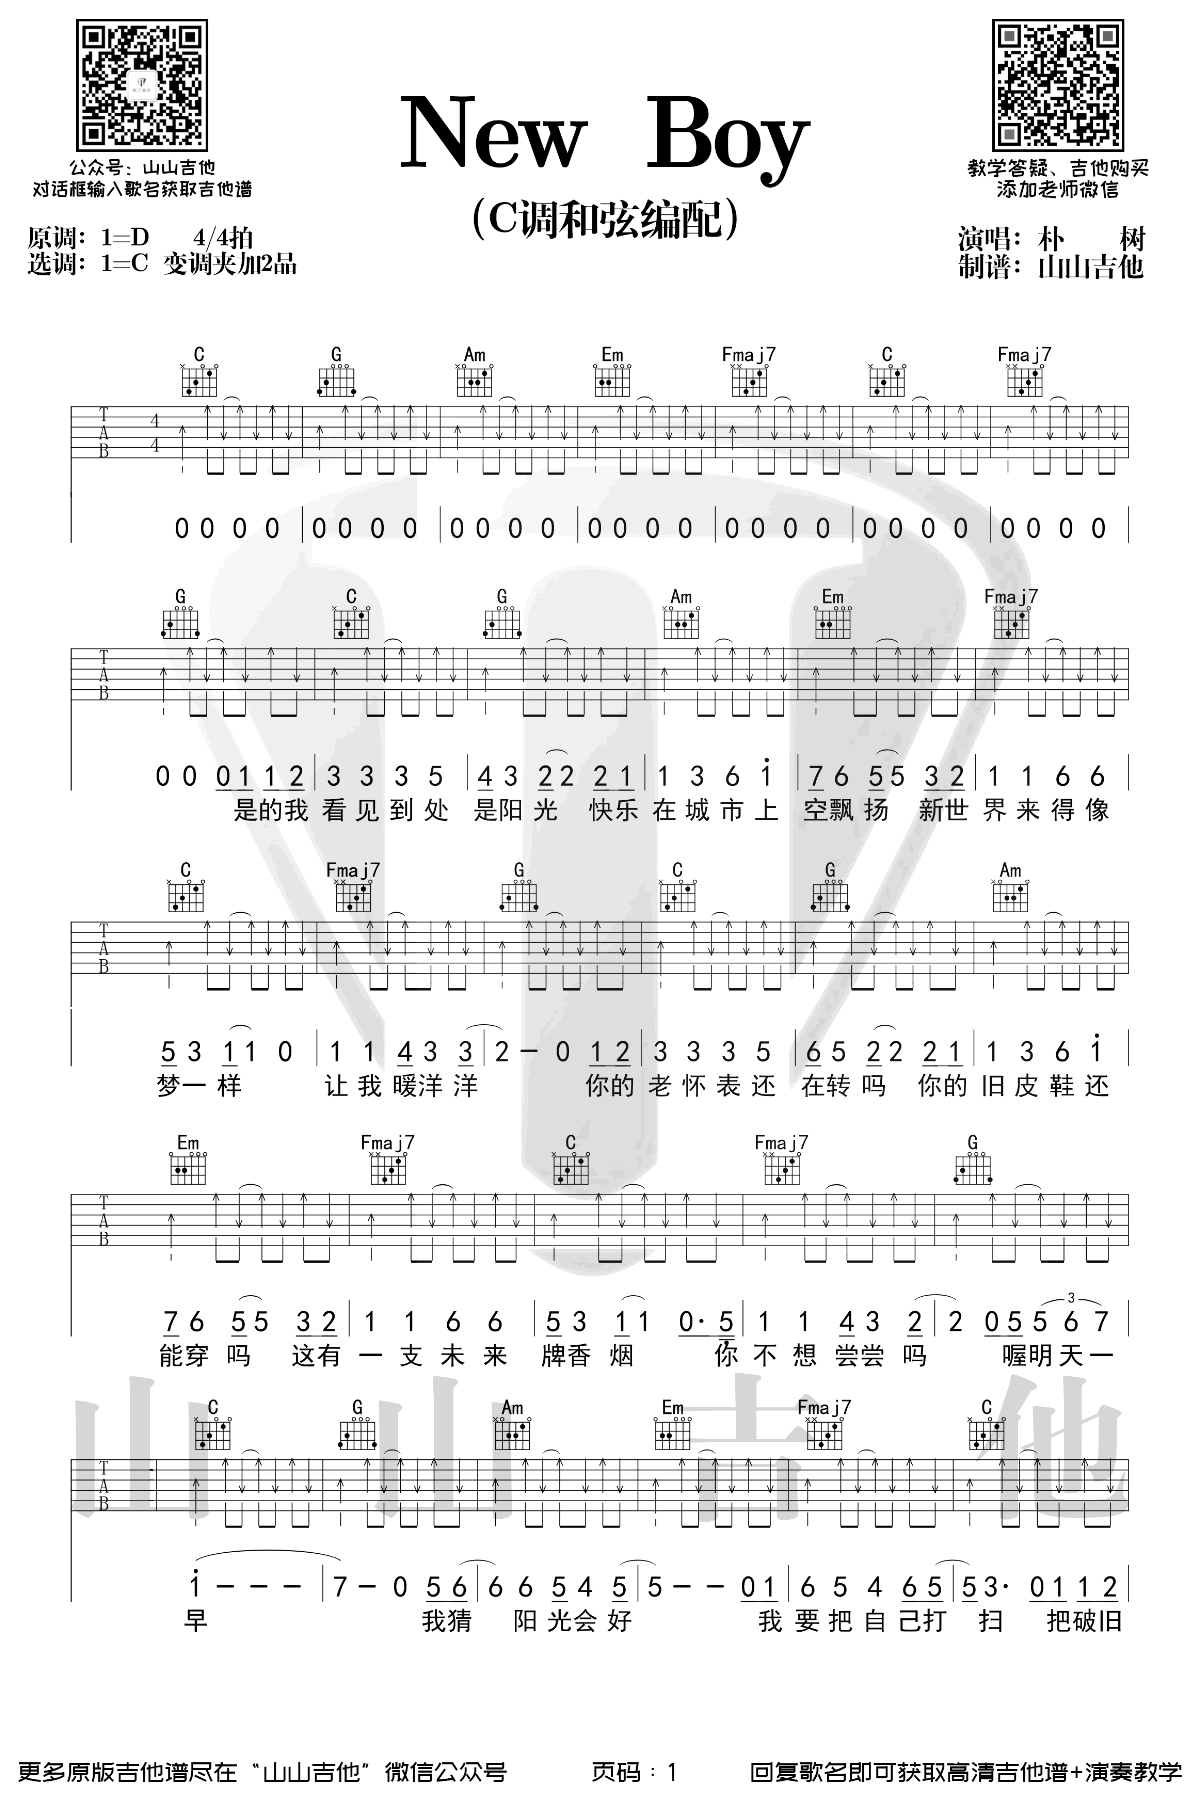 公众号：山山吉他
对话框输入歌名获取吉他谱
New Boy
(C调和弦编配)
教学答疑、吉他购买
添加老师微信
原调：1=D 4/4拍
选调：1=C 变调夹加2品
演唱：朴 树
制谱：山山吉他
C G Am Em Fmaj7 C Fmaj7
T A B 4 4
0 0 0 0 0 0 0 0 0 0 0 0 0 0 0 0 0 0 0 0 0 0 0 0 0 0 0 0
G C G Am Em Fmaj7
T A B
0 0 0 1 1 2 3 3 3 5 4 3 2 2 2 1 1 3 6 1 7 6 5 5 3 2 1 1 6 6
是的我 看见到处 是阳光 快乐 在城市上 空飘扬 新世 界来得像
C Fmaj7 G C G Am
T A B
5 3 1 1 0 1 1 4 3 3 2 - 0 1 2 3 3 3 5 6 5 2 2 2 1 1 3 6 1
梦一样 让我暖洋洋 你的 老怀表还 在转吗 你的 旧皮鞋还
Em Fmaj7 C Fmaj7 G
T A B
7 6 5 5 3 2 1 1 6 6 5 3 1 1 0· 5 1 1 4 3 2 2 0 5 5 6 7
3
能穿吗 这有 一支未来 牌香烟 你 不想尝尝吗 喔明天一
C G Am Em Fmaj7 C
T A B
1 - - - 7 - 0 5 6 6 6 5 4 5 5 - - 0 1 6 5 4 6 5 5 3· 0 1 1 2
早 我猜 阳光会好 我 要把自己打 扫 把破旧
山 山 吉 他
更多原版吉他谱尽在“山山吉他”微信公众号
页码：1
回复歌名即可获取高清吉他谱+演奏教学